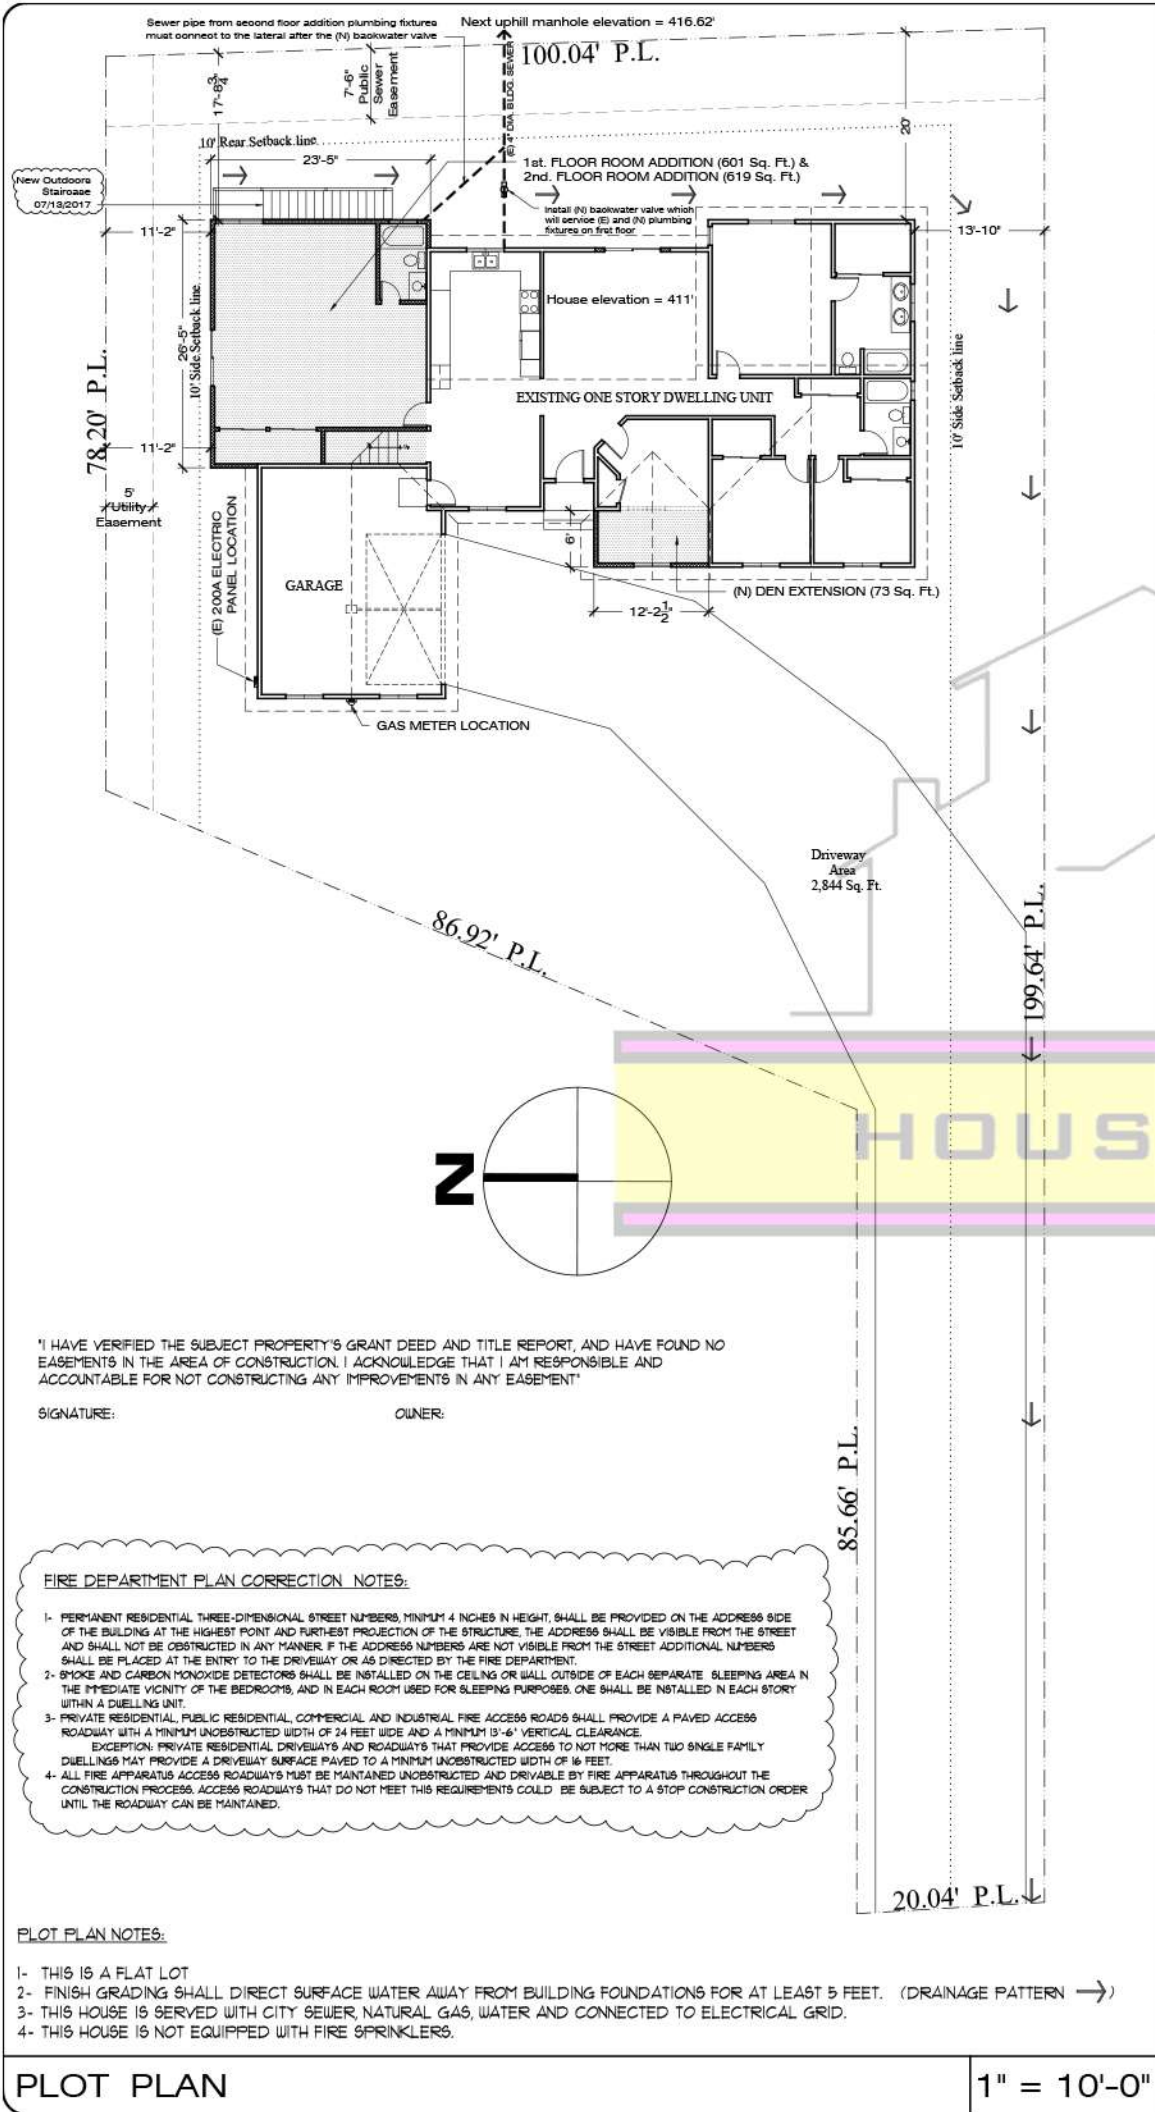 Sewer pipe from second floor addition plumbing fixtures
must connect to the lateral after the (N) backwater valve
Next uphill manhole elevation = 416.62'
100.04' P.L.
17'-8 3/4"
7'-6"
Public
Sewer
Easement
(E) 4" DIA. BLDG. SEWER
20'
10' Rear Setback line
23'-5"
1st. FLOOR ROOM ADDITION (601 Sq. Ft.) &
2nd. FLOOR ROOM ADDITION (619 Sq. Ft.)
New Outdoors
Staircase
07/13/2017
Install (N) backwater valve which
will service (E) and (N) plumbing
fixtures on first floor
11'-2"
13'-10"
House elevation = 411'
26'-5"
10' Side Setback line
78.20' P.L.
EXISTING ONE STORY DWELLING UNIT
10' Side Setback line
11'-2"
5'
Utility
Easement
(E) 200A ELECTRIC
PANEL LOCATION
6'
GARAGE
(N) DEN EXTENSION (73 Sq. Ft.)
12'-2 1/2"
GAS METER LOCATION
Driveway
Area
2,844 Sq. Ft.
86.92' P.L.
199.64' P.L.
HOUS
N
"I HAVE VERIFIED THE SUBJECT PROPERTY'S GRANT DEED AND TITLE REPORT, AND HAVE FOUND NO
EASEMENTS IN THE AREA OF CONSTRUCTION. I ACKNOWLEDGE THAT I AM RESPONSIBLE AND
ACCOUNTABLE FOR NOT CONSTRUCTING ANY IMPROVEMENTS IN ANY EASEMENT"
SIGNATURE: OWNER:
85.66' P.L.
FIRE DEPARTMENT PLAN CORRECTION NOTES:
1- PERMANENT RESIDENTIAL THREE-DIMENSIONAL STREET NUMBERS, MINIMUM 4 INCHES IN HEIGHT, SHALL BE PROVIDED ON THE ADDRESS SIDE
OF THE BUILDING AT THE HIGHEST POINT AND FURTHEST PROJECTION OF THE STRUCTURE, THE ADDRESS SHALL BE VISIBLE FROM THE STREET
AND SHALL NOT BE OBSTRUCTED IN ANY MANNER. IF THE ADDRESS NUMBERS ARE NOT VISIBLE FROM THE STREET ADDITIONAL NUMBERS
SHALL BE PLACED AT THE ENTRY TO THE DRIVEWAY OR AS DIRECTED BY THE FIRE DEPARTMENT.
2- SMOKE AND CARBON MONOXIDE DETECTORS SHALL BE INSTALLED ON THE CEILING OR WALL OUTSIDE OF EACH SEPARATE SLEEPING AREA IN
THE IMMEDIATE VICINITY OF THE BEDROOMS, AND IN EACH ROOM USED FOR SLEEPING PURPOSES. ONE SHALL BE INSTALLED IN EACH STORY
WITHIN A DWELLING UNIT.
3- PRIVATE RESIDENTIAL, PUBLIC RESIDENTIAL, COMMERCIAL AND INDUSTRIAL FIRE ACCESS ROADS SHALL PROVIDE A PAVED ACCESS
ROADWAY WITH A MINIMUM UNOBSTRUCTED WIDTH OF 24 FEET WIDE AND A MINIMUM 13'-6" VERTICAL CLEARANCE.
EXCEPTION: PRIVATE RESIDENTIAL DRIVEWAYS AND ROADWAYS THAT PROVIDE ACCESS TO NOT MORE THAN TWO SINGLE FAMILY
DWELLINGS MAY PROVIDE A DRIVEWAY SURFACE PAVED TO A MINIMUM UNOBSTRUCTED WIDTH OF 16 FEET.
4- ALL FIRE APPARATUS ACCESS ROADWAYS MUST BE MAINTAINED UNOBSTRUCTED AND DRIVABLE BY FIRE APPARATUS THROUGHOUT THE
CONSTRUCTION PROCESS. ACCESS ROADWAYS THAT DO NOT MEET THIS REQUIREMENTS COULD BE SUBJECT TO A STOP CONSTRUCTION ORDER
UNTIL THE ROADWAY CAN BE MAINTAINED.
20.04' P.L.
PLOT PLAN NOTES:
1- THIS IS A FLAT LOT
2- FINISH GRADING SHALL DIRECT SURFACE WATER AWAY FROM BUILDING FOUNDATIONS FOR AT LEAST 5 FEET. (DRAINAGE PATTERN →)
3- THIS HOUSE IS SERVED WITH CITY SEWER, NATURAL GAS, WATER AND CONNECTED TO ELECTRICAL GRID.
4- THIS HOUSE IS NOT EQUIPPED WITH FIRE SPRINKLERS.
PLOT PLAN 1" = 10'-0"